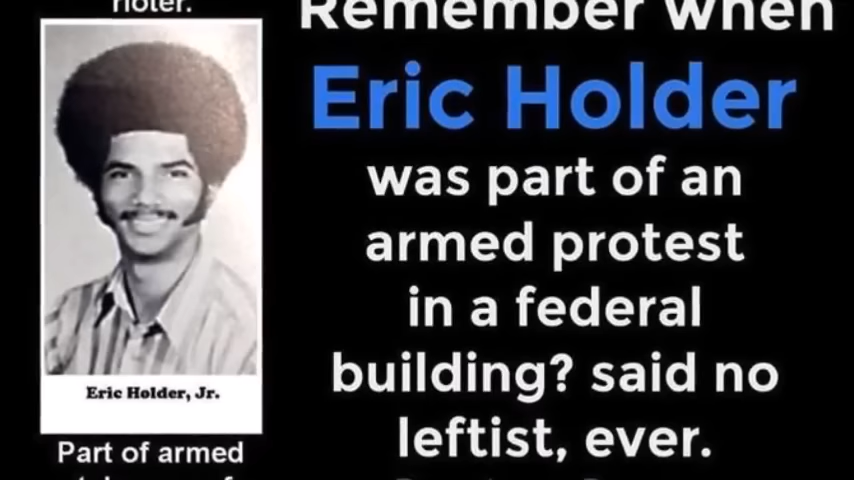 rioter.
Remember when
Eric Holder
was part of an
armed protest
in a federal
building? said no
leftist, ever.
Eric Holder, Jr.
Part of armed